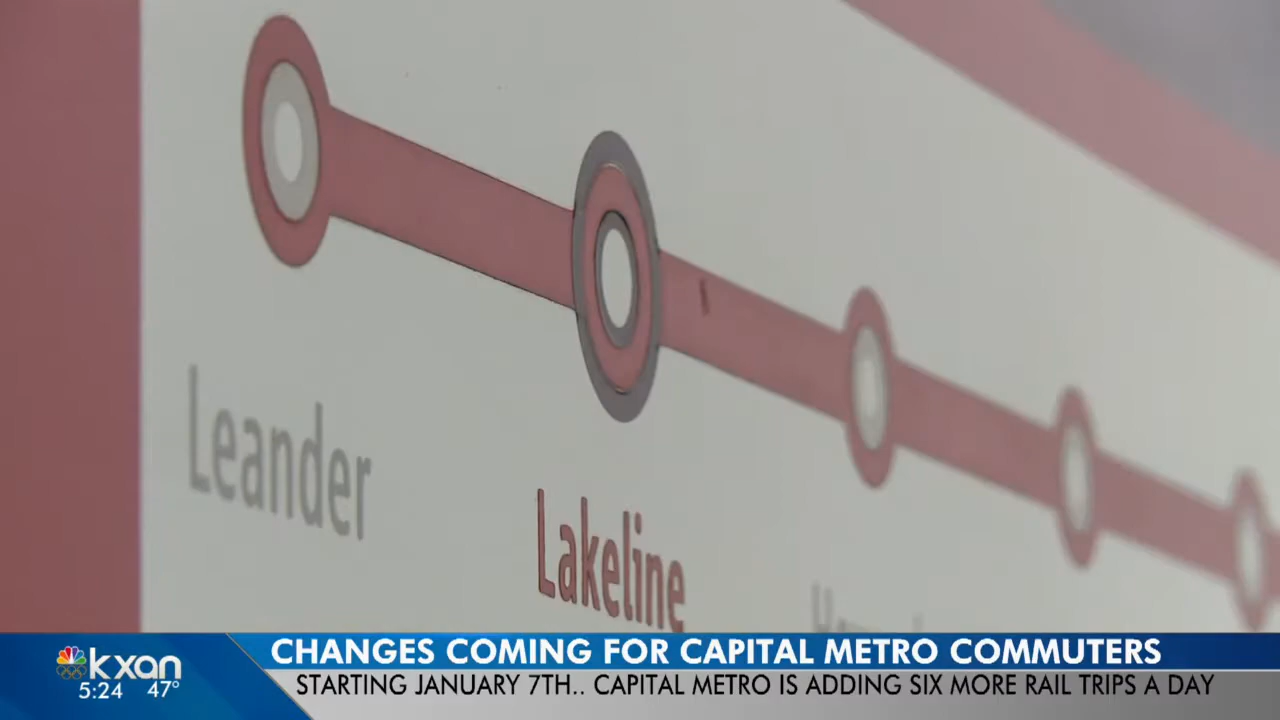 Leander
Lakeline
CHANGES COMING FOR CAPITAL METRO COMMUTERS
STARTING JANUARY 7TH.. CAPITAL METRO IS ADDING SIX MORE RAIL TRIPS A DAY
kxan
5:24 47°